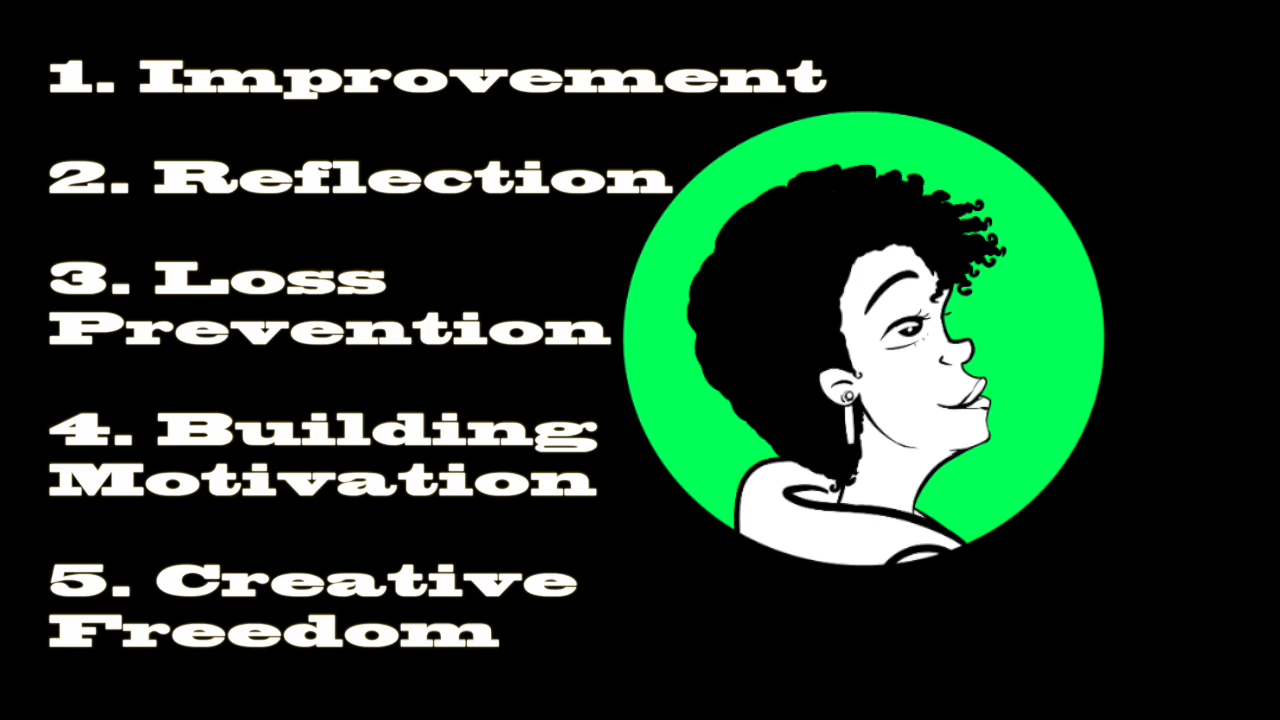 1. Improvement
2. Reflection
3. Loss
Prevention
4. Building
Motivation
5. Creative
Freedom